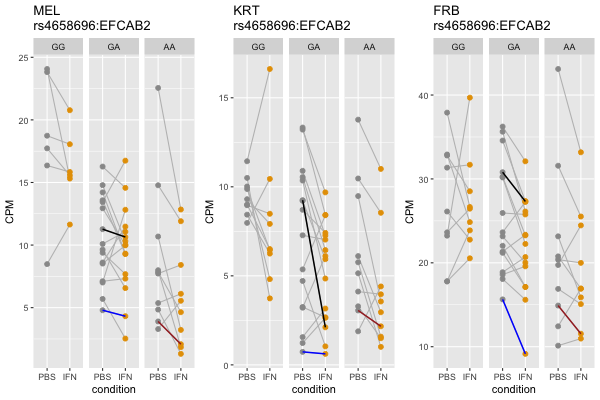 MEL
rs4658696:EFCAB2
GG GA AA
25
20
15
10
5
CPM
PBS IFN PBS IFN PBS IFN
condition
KRT
rs4658696:EFCAB2
GG GA AA
15
10
5
0
CPM
PBS IFN PBS IFN PBS IFN
condition
FRB
rs4658696:EFCAB2
GG GA AA
40
30
20
10
CPM
PBS IFN PBS IFN PBS IFN
condition